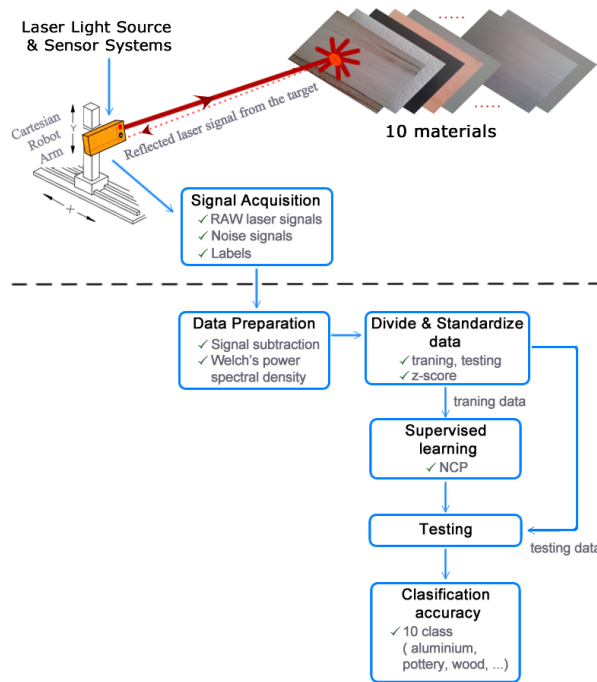 Laser Light Source
& Sensor Systems
Cartesian
Robot
Arm
Y
X
Reflected laser signal from the target
.....
.....
10 materials
Signal Acquisition
✓ RAW laser signals
✓ Noise signals
✓ Labels
Data Preparation
✓ Signal subtraction
✓ Welch's power
spectral density
Divide & Standardize
data
✓ traning, testing
✓ z-score
traning data
Supervised
learning
✓ NCP
Testing
testing data
Clasification
accuracy
✓ 10 class
( aluminium,
pottery, wood, ...)